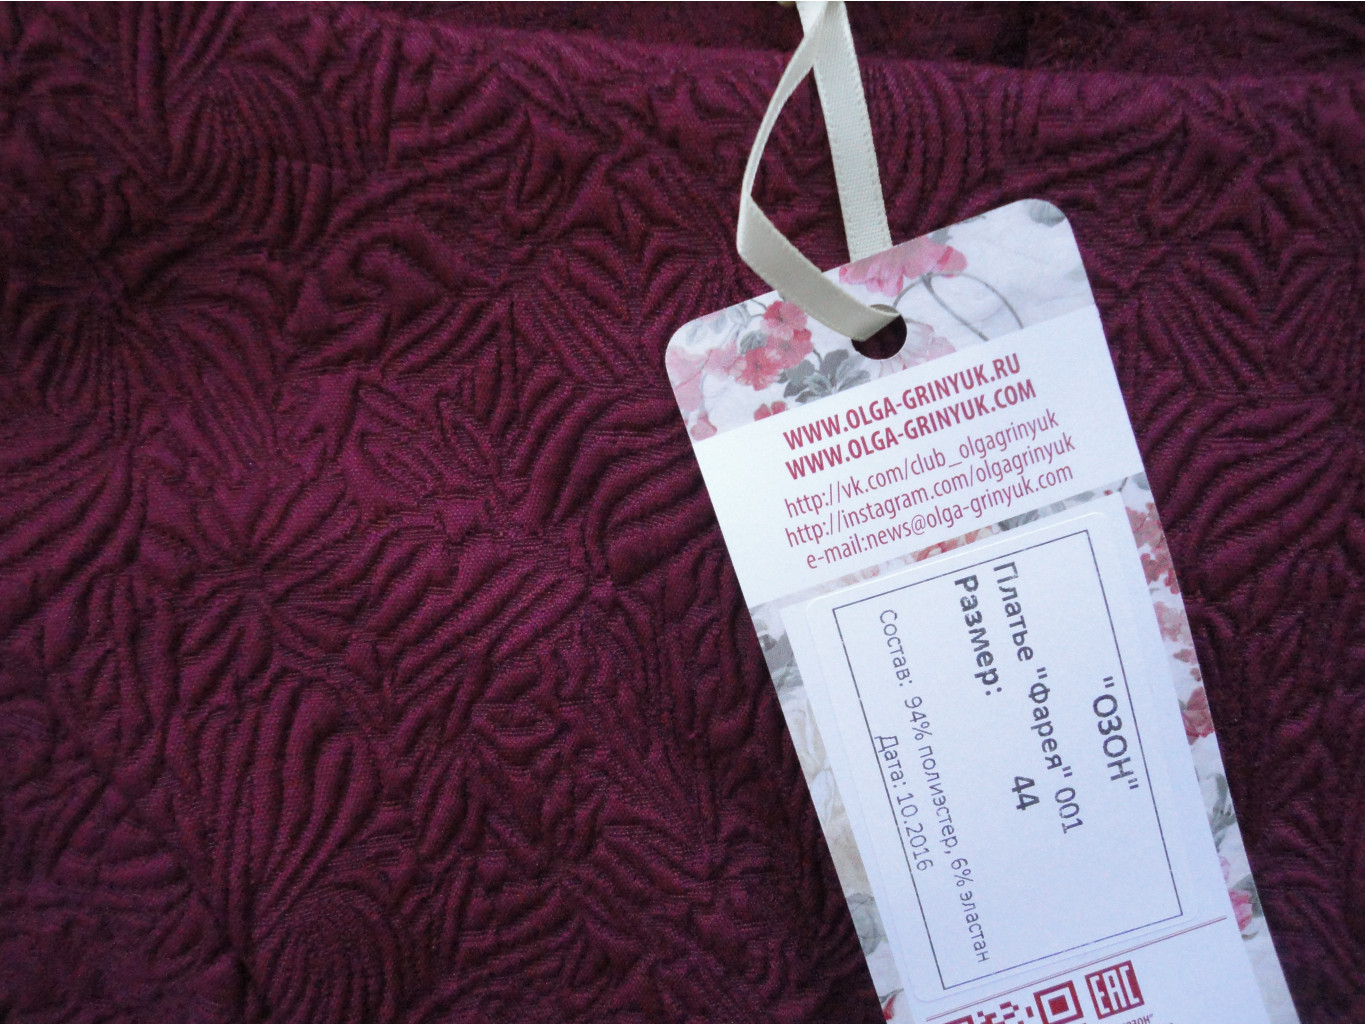 WWW.OLGA-GRINYUK.RU
WWW.OLGA-GRINYUK.COM
http://vk.com/club_olgagrinyuk
http://instagram.com/olgagrinyuk
e-mail:news@olga-grinyuk.com
"ОЗОН"
Платье "Фарея" 001
Размер: 44
Состав: 94% полиэстер, 6% эластан
Дата: 10.2016
EAC